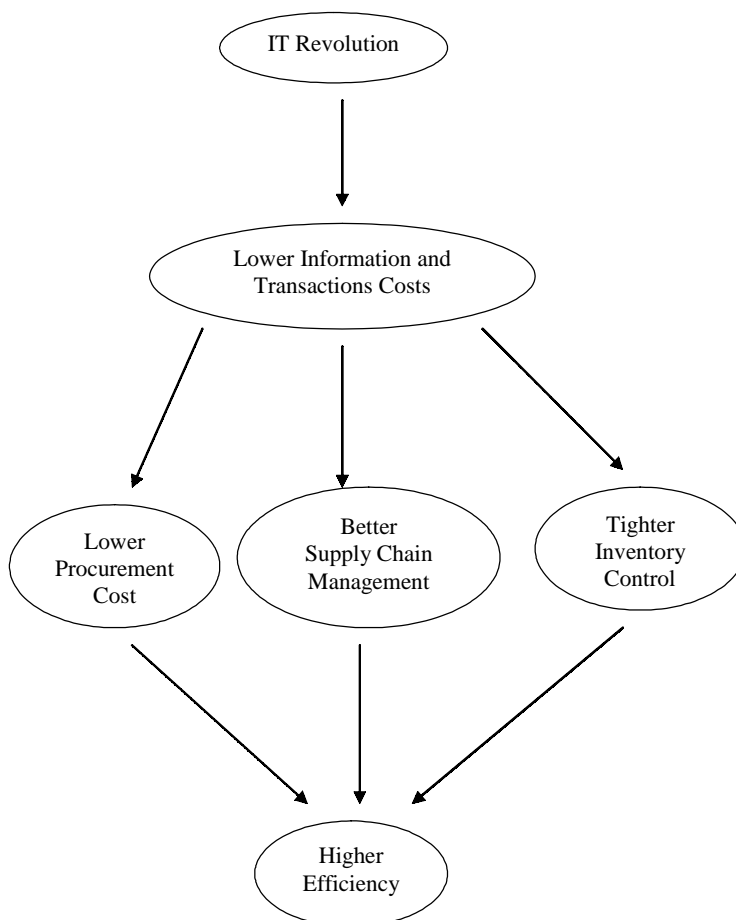 IT Revolution
Lower Information and
Transactions Costs
Lower
Procurement
Cost
Better
Supply Chain
Management
Tighter
Inventory
Control
Higher
Efficiency